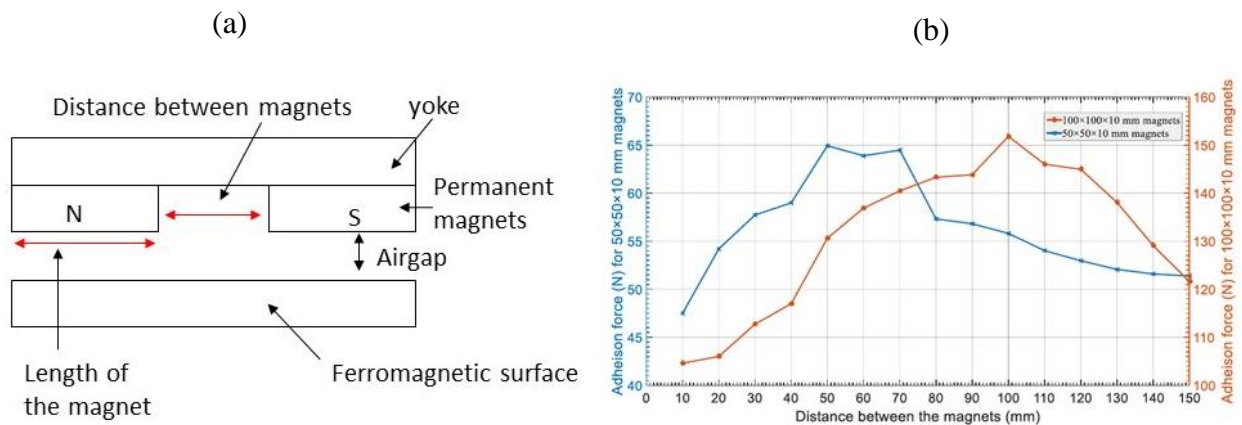 (a)
Distance between magnets
yoke
N
S
Permanent
magnets
Airgap
Length of
the magnet
Ferromagnetic surface
(b)
Adheison force (N) for 50×50×10 mm magnets
70
65
60
55
50
45
40
100×100×10 mm magnets
50×50×10 mm magnets
160
150
140
130
120
110
100
Adheison force (N) for 100×100×10 mm magnets
0 10 20 30 40 50 60 70 80 90 100 110 120 130 140 150
Distance between the magnets (mm)